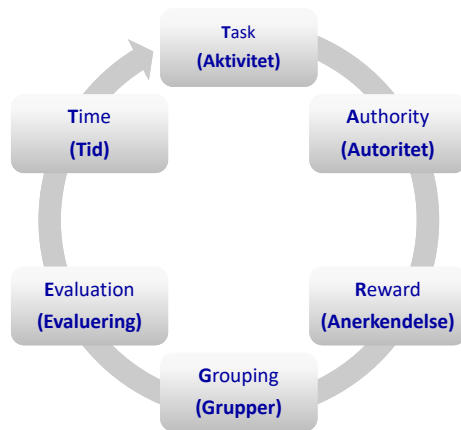 Task
(Aktivitet)
Authority
(Autoritet)
Reward
(Anerkendelse)
Grouping
(Grupper)
Evaluation
(Evaluering)
Time
(Tid)